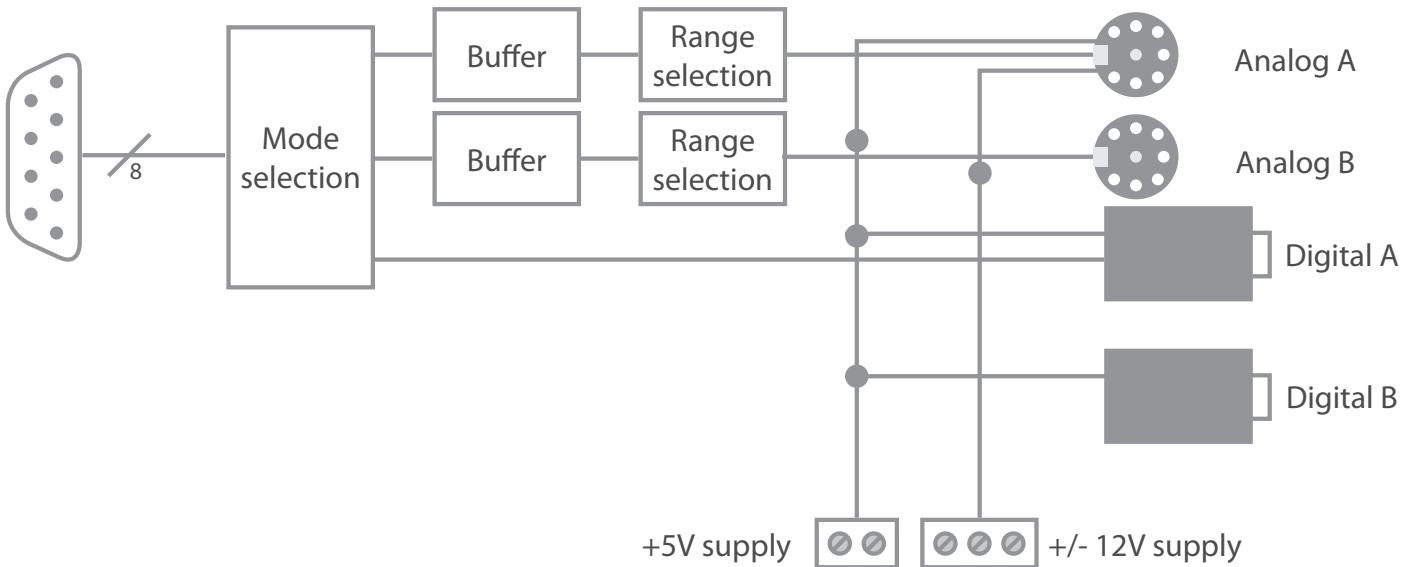 Buffer
Range
selection
Analog A
Mode
selection
8
Buffer
Range
selection
Analog B
Digital A
Digital B
+5V supply
+/- 12V supply